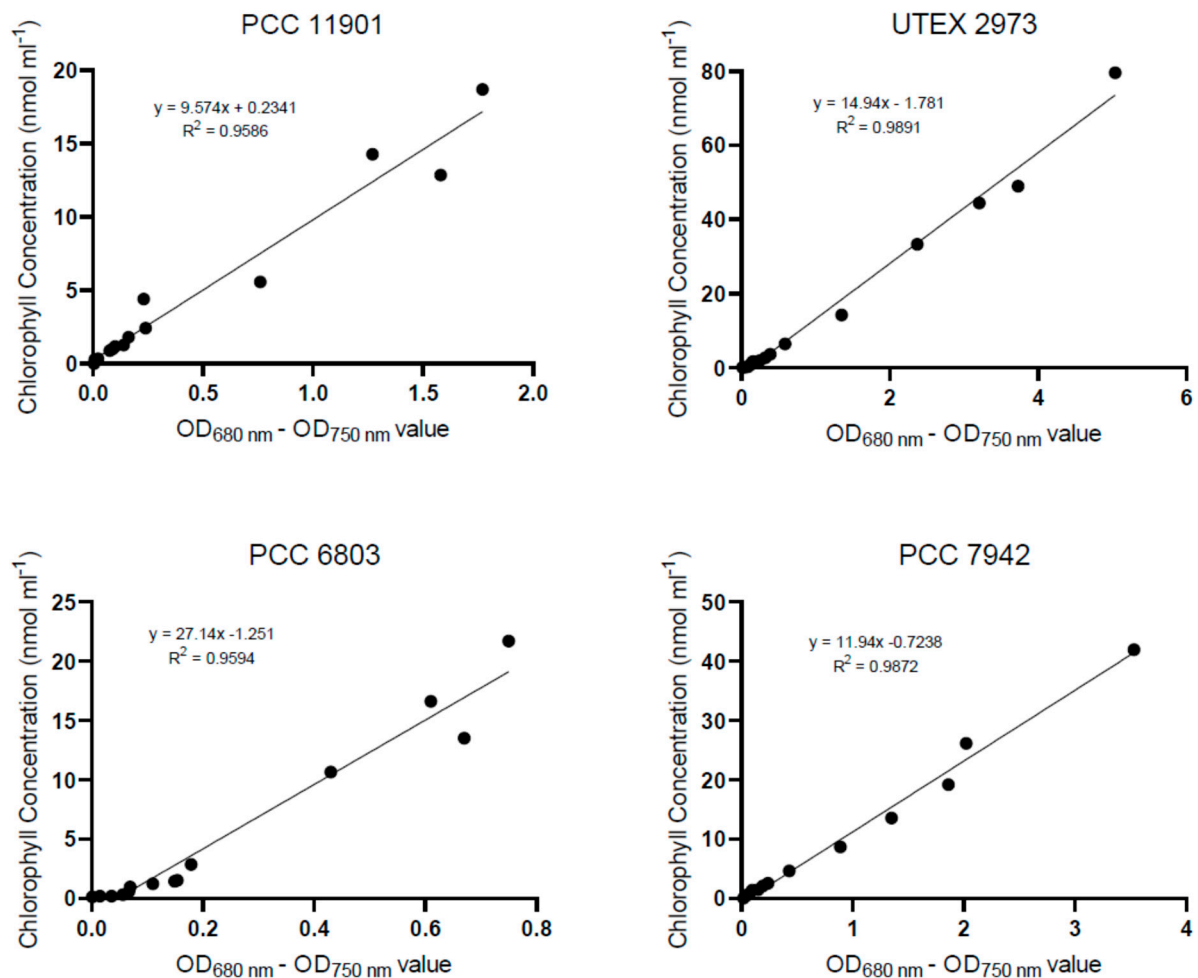 PCC 11901
Chlorophyll Concentration (nmol ml⁻¹)
20
15
10
5
0
y = 9.574x + 0.2341
R² = 0.9586
0.0 0.5 1.0 1.5 2.0
OD680 nm - OD750 nm value
UTEX 2973
Chlorophyll Concentration (nmol ml⁻¹)
80
60
40
20
0
y = 14.94x - 1.781
R² = 0.9891
0 2 4 6
OD680 nm - OD750 nm value
PCC 6803
Chlorophyll Concentration (nmol ml⁻¹)
25
20
15
10
5
0
y = 27.14x -1.251
R² = 0.9594
0.0 0.2 0.4 0.6 0.8
OD680 nm - OD750 nm value
PCC 7942
Chlorophyll Concentration (nmol ml⁻¹)
50
40
30
20
10
0
y = 11.94x -0.7238
R² = 0.9872
0 1 2 3 4
OD680 nm - OD750 nm value